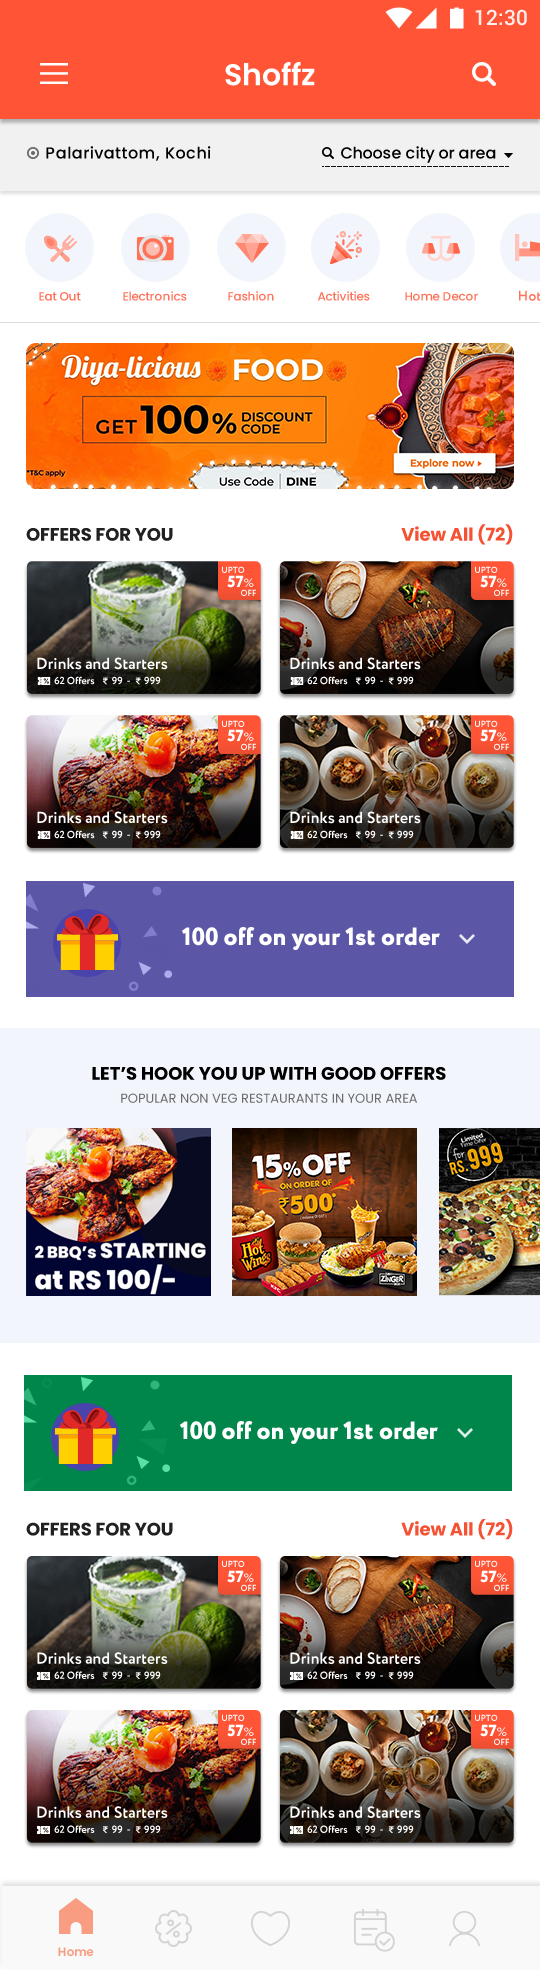 12:30
Shoffz
Palarivattom, Kochi
Choose city or area
Eat Out
Electronics
Fashion
Activities
Home Decor
Hot
Diya-licious FOOD
GET 100% DISCOUNT CODE
*T&C apply
Explore now
Use Code DINE
OFFERS FOR YOU
View All (72)
UPTO
57%
OFF
Drinks and Starters
62 Offers ₹ 99 - ₹ 999
UPTO
57%
OFF
Drinks and Starters
62 Offers ₹ 99 - ₹ 999
UPTO
57%
OFF
Drinks and Starters
62 Offers ₹ 99 - ₹ 999
UPTO
57%
OFF
Drinks and Starters
62 Offers ₹ 99 - ₹ 999
100 off on your 1st order
LET'S HOOK YOU UP WITH GOOD OFFERS
POPULAR NON VEG RESTAURANTS IN YOUR AREA
2 BBQ's STARTING
at RS 100/-
15% OFF
ON ORDER OF
₹500*
Hot
Wings
ZINGER
Limited
Time Offer
for
RS.999
100 off on your 1st order
OFFERS FOR YOU
View All (72)
UPTO
57%
OFF
Drinks and Starters
62 Offers ₹ 99 - ₹ 999
UPTO
57%
OFF
Drinks and Starters
62 Offers ₹ 99 - ₹ 999
UPTO
57%
OFF
Drinks and Starters
62 Offers ₹ 99 - ₹ 999
UPTO
57%
OFF
Drinks and Starters
62 Offers ₹ 99 - ₹ 999
Home